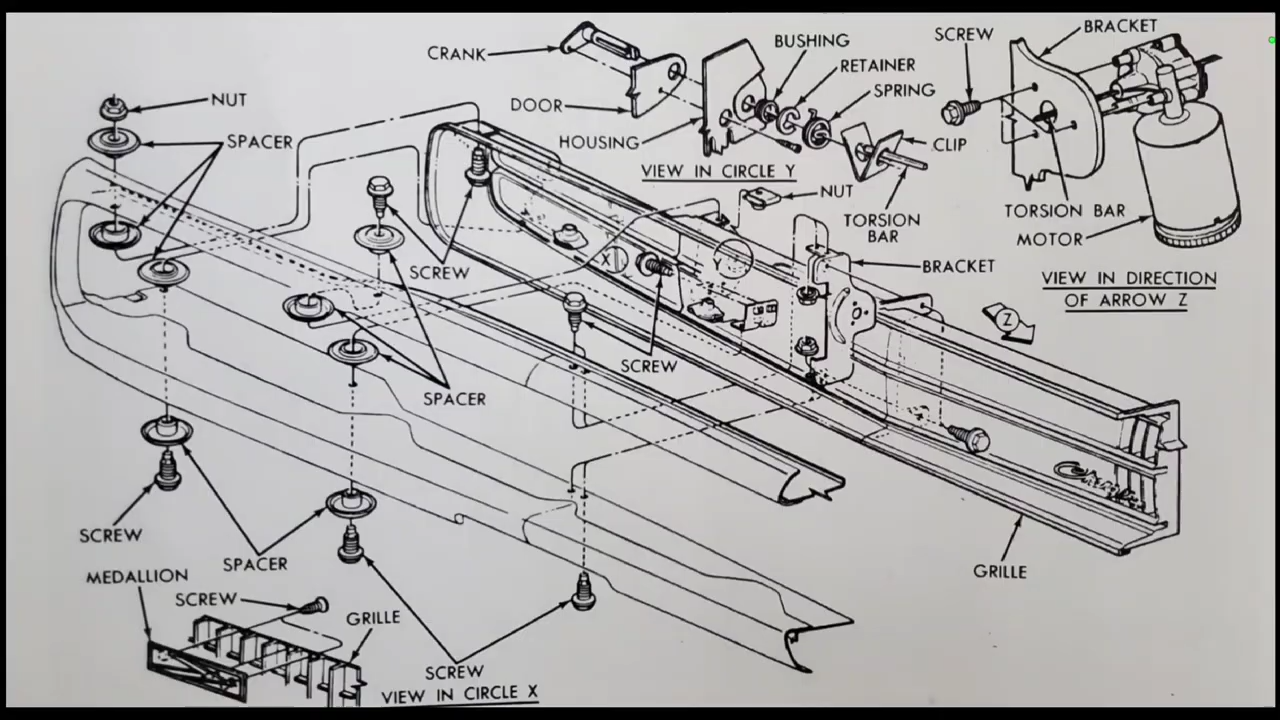 CRANK
BUSHING
RETAINER
SPRING
SCREW
BRACKET
NUT
DOOR
SPACER
HOUSING
CLIP
VIEW IN CIRCLE Y
NUT
TORSION
BAR
TORSION BAR
MOTOR
SCREW
X
Y
BRACKET
VIEW IN DIRECTION
OF ARROW Z
Z
SCREW
SPACER
SCREW
SPACER
GRILLE
MEDALLION
SCREW
GRILLE
SCREW
VIEW IN CIRCLE X